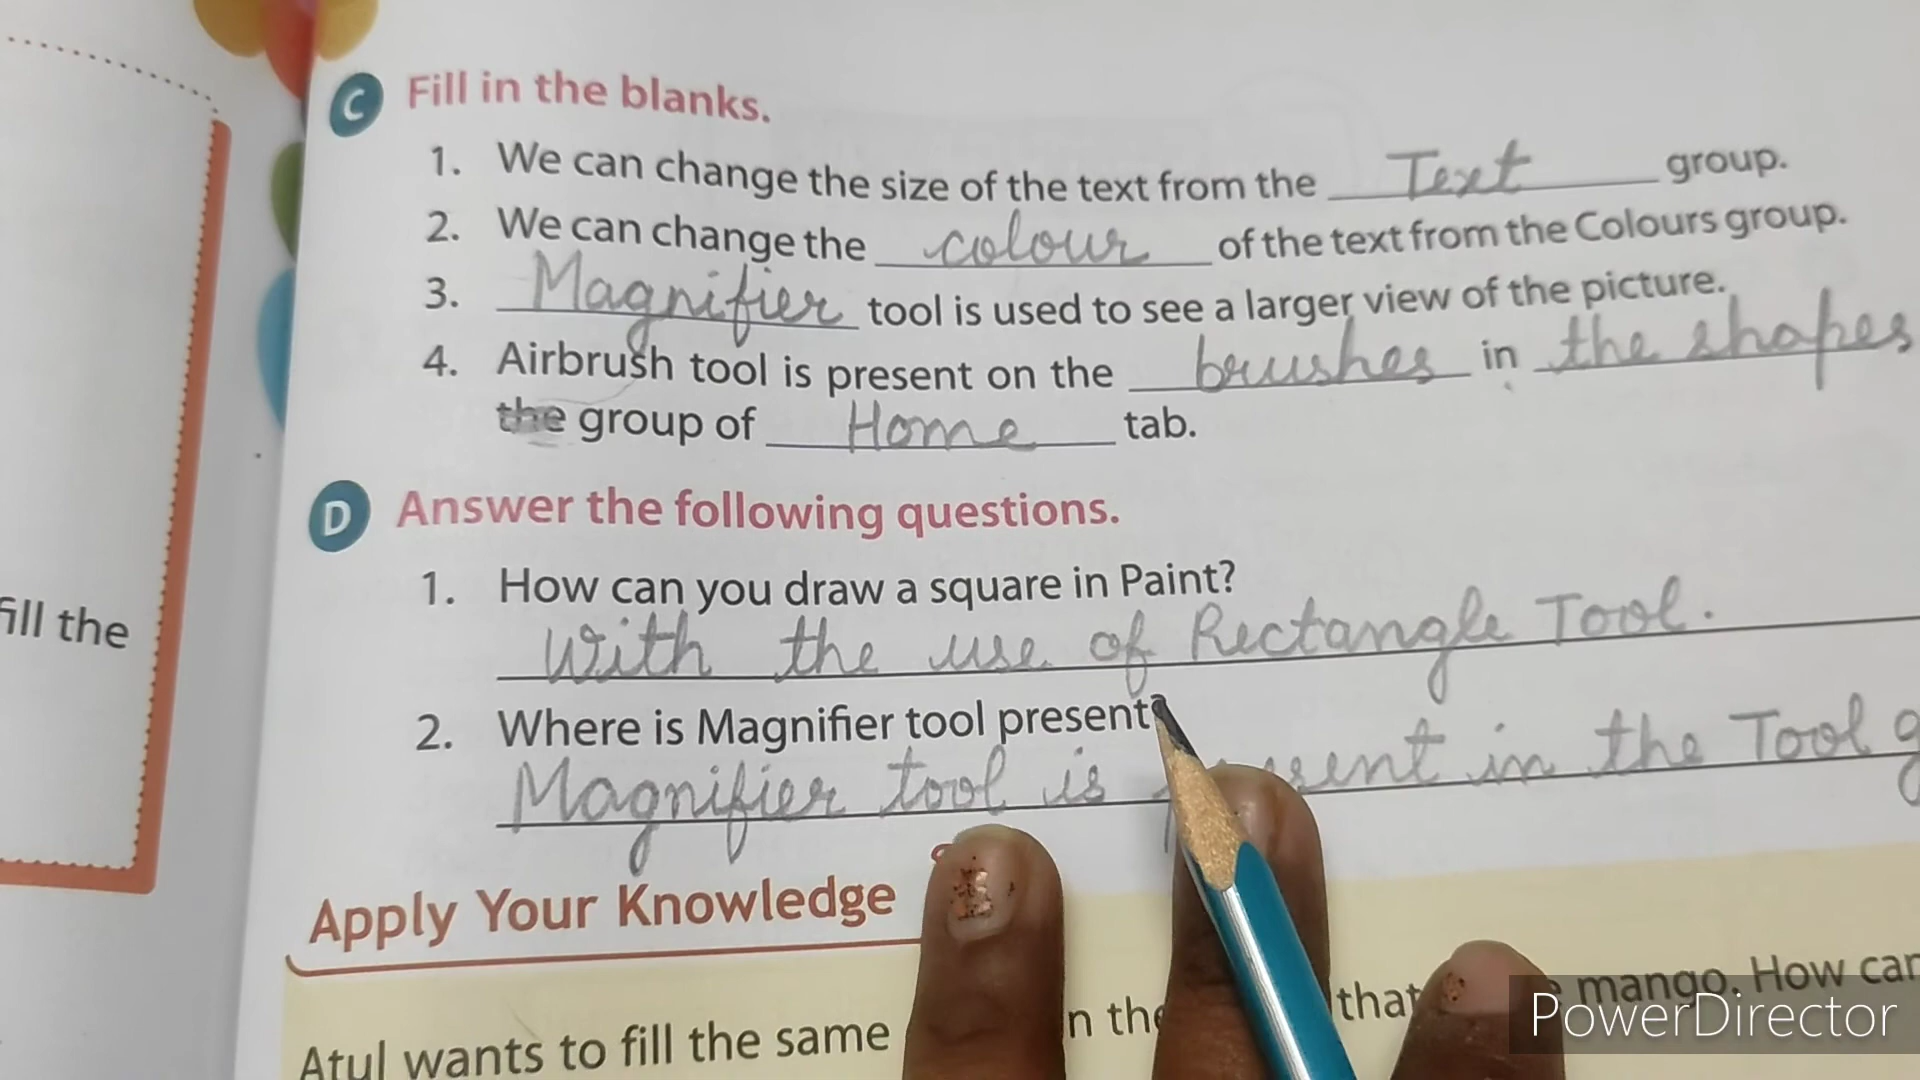 C Fill in the blanks.
1. We can change the size of the text from the Text group.
2. We can change the colour of the text from the Colours group.
3. Magnifier tool is used to see a larger view of the picture.
4. Airbrush tool is present on the brushes in the shapes
the group of Home tab.
D Answer the following questions.
1. How can you draw a square in Paint?
With the use of Rectangle Tool.
fill the
2. Where is Magnifier tool present?
Magnifier tool is in the Tool
Apply Your Knowledge
Atul wants to fill the same that mango. How can
PowerDirector